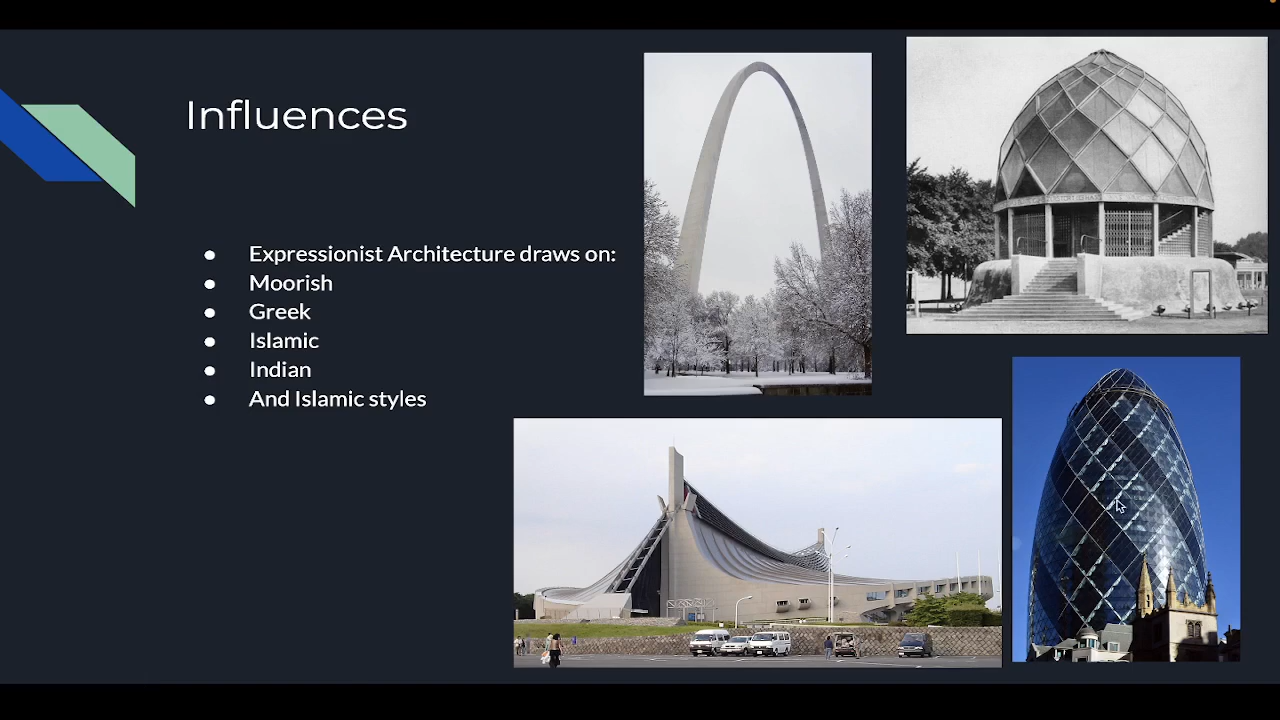 Influences
● Expressionist Architecture draws on:
● Moorish
● Greek
● Islamic
● Indian
● And Islamic styles